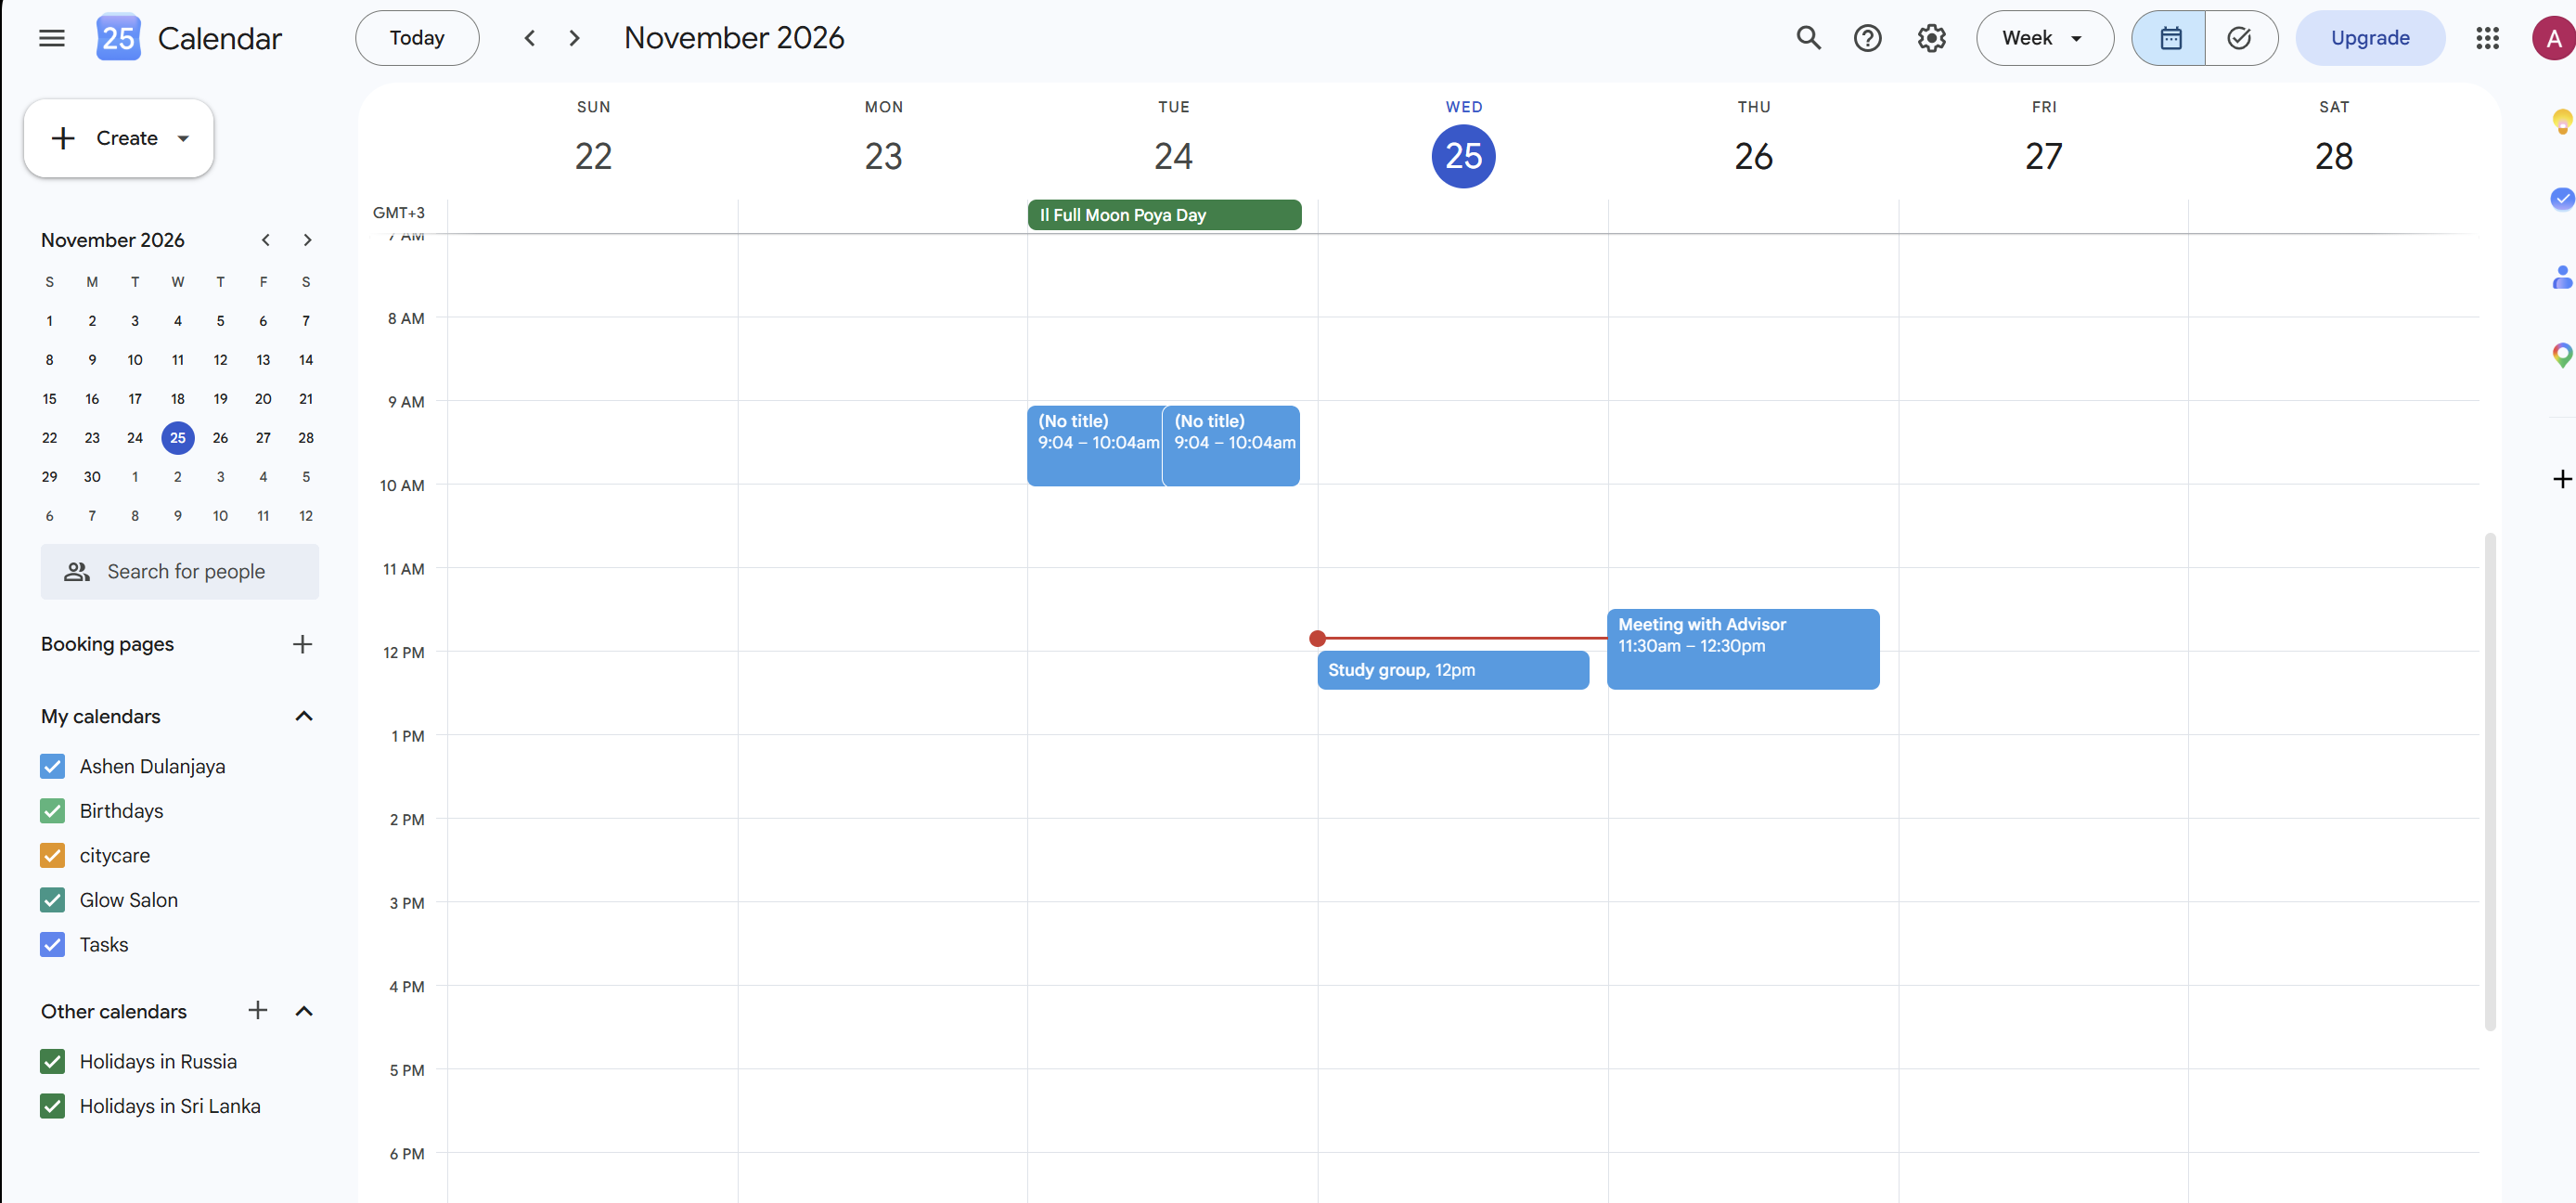 25 Calendar Today November 2026 Week Upgrade A
Create
November 2026
S M T W T F S
1 2 3 4 5 6 7
8 9 10 11 12 13 14
15 16 17 18 19 20 21
22 23 24 25 26 27 28
29 30 1 2 3 4 5
6 7 8 9 10 11 12
Search for people
Booking pages
My calendars
Ashen Dulanjaya
Birthdays
citycare
Glow Salon
Tasks
Other calendars
Holidays in Russia
Holidays in Sri Lanka
SUN MON TUE WED THU FRI SAT
22 23 24 25 26 27 28
GMT+3
Il Full Moon Poya Day
7 AM
8 AM
9 AM
(No title) (No title)
9:04 – 10:04am 9:04 – 10:04am
10 AM
11 AM
Meeting with Advisor
11:30am – 12:30pm
12 PM
Study group, 12pm
1 PM
2 PM
3 PM
4 PM
5 PM
6 PM